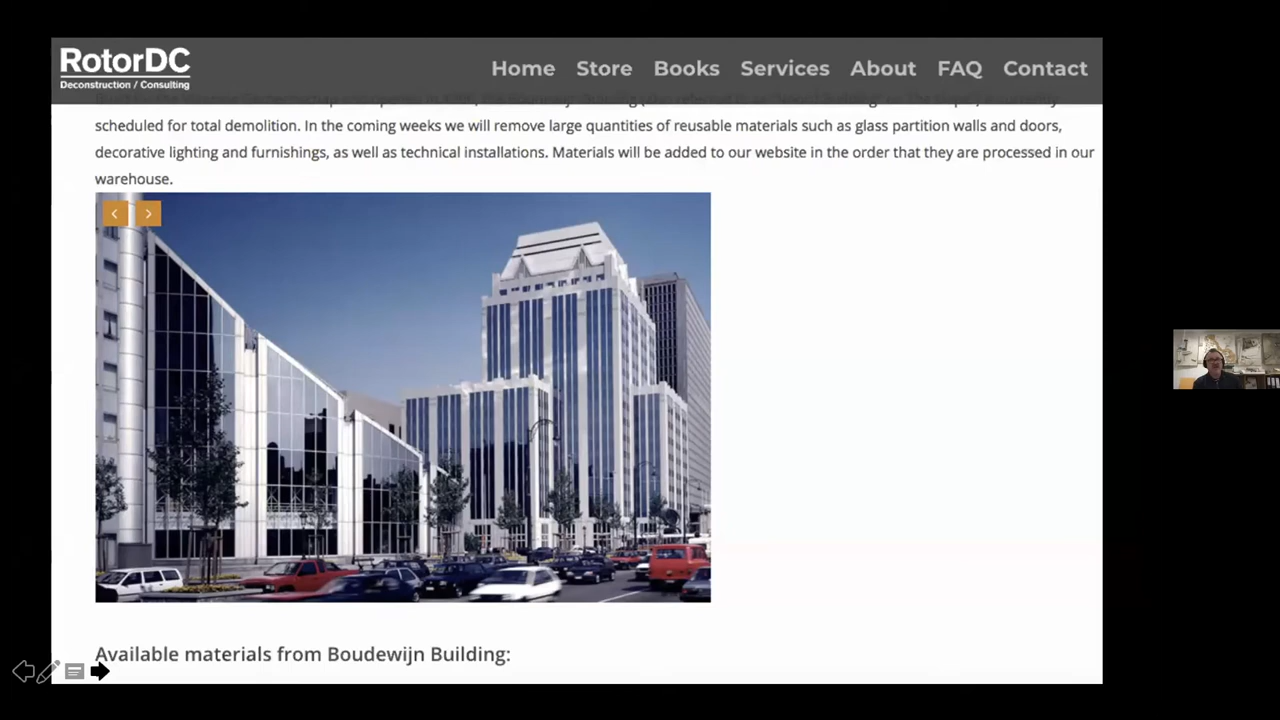 RotorDC
Deconstruction / Consulting
Home Store Books Services About FAQ Contact
scheduled for total demolition. In the coming weeks we will remove large quantities of reusable materials such as glass partition walls and doors,
decorative lighting and furnishings, as well as technical installations. Materials will be added to our website in the order that they are processed in our
warehouse.
Available materials from Boudewijn Building: